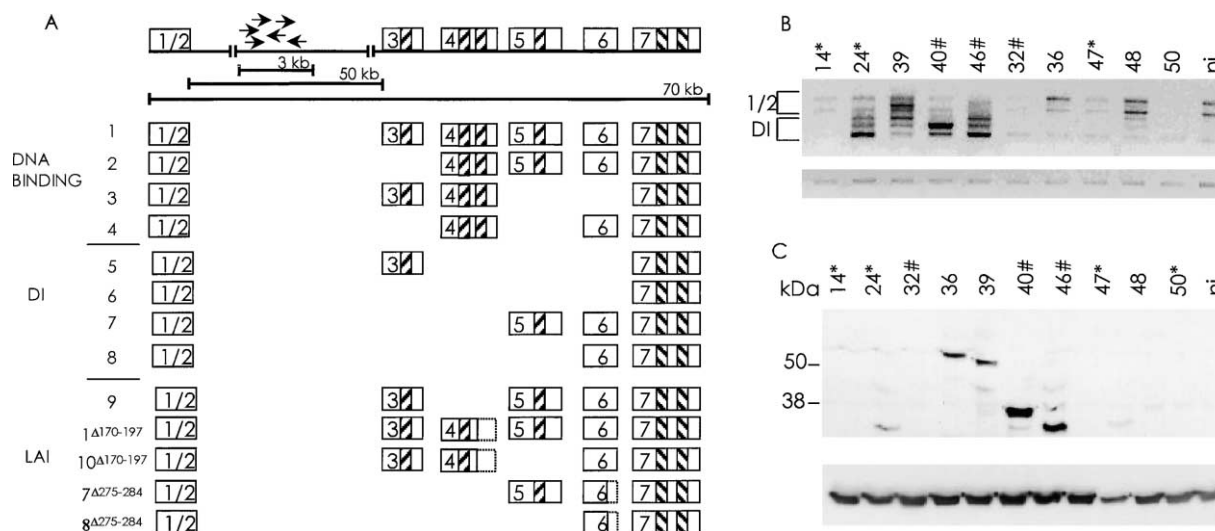 A
1/2 3 4 5 6 7
3 kb
50 kb
70 kb
DNA BINDING
1 1/2 3 4 5 6 7
2 1/2 4 5 6 7
3 1/2 3 4 7
4 1/2 4 6 7
DI
5 1/2 3 7
6 1/2 7
7 1/2 5 6 7
8 1/2 6 7
LAI
9 1/2 3 5 6 7
1Δ170-197 1/2 3 4 5 6 7
10Δ170-197 1/2 3 4 6 7
7Δ275-284 1/2 5 6 7
8Δ275-284 1/2 6 7
B
14* 24* 39 40# 46# 32# 36 47* 48 50 ni
1/2
DI
C
kDa 14* 24* 32# 36 39 40# 46# 47* 48 50* ni
50
38